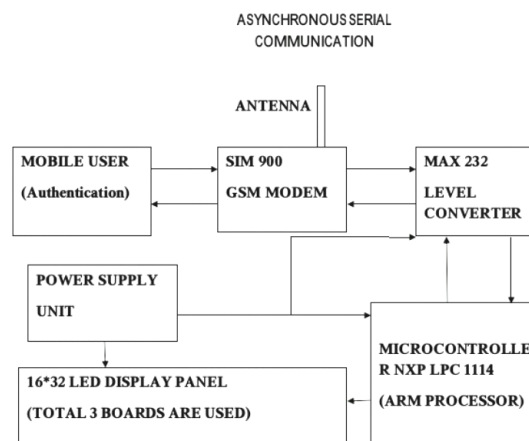 ASYNCHRONOUS SERIAL
COMMUNICATION
ANTENNA
MOBILE USER
(Authentication)
SIM 900
GSM MODEM
MAX 232
LEVEL
CONVERTER
POWER SUPPLY
UNIT
16*32 LED DISPLAY PANEL
(TOTAL 3 BOARDS ARE USED)
MICROCONTROLLE
R NXP LPC 1114
(ARM PROCESSOR)